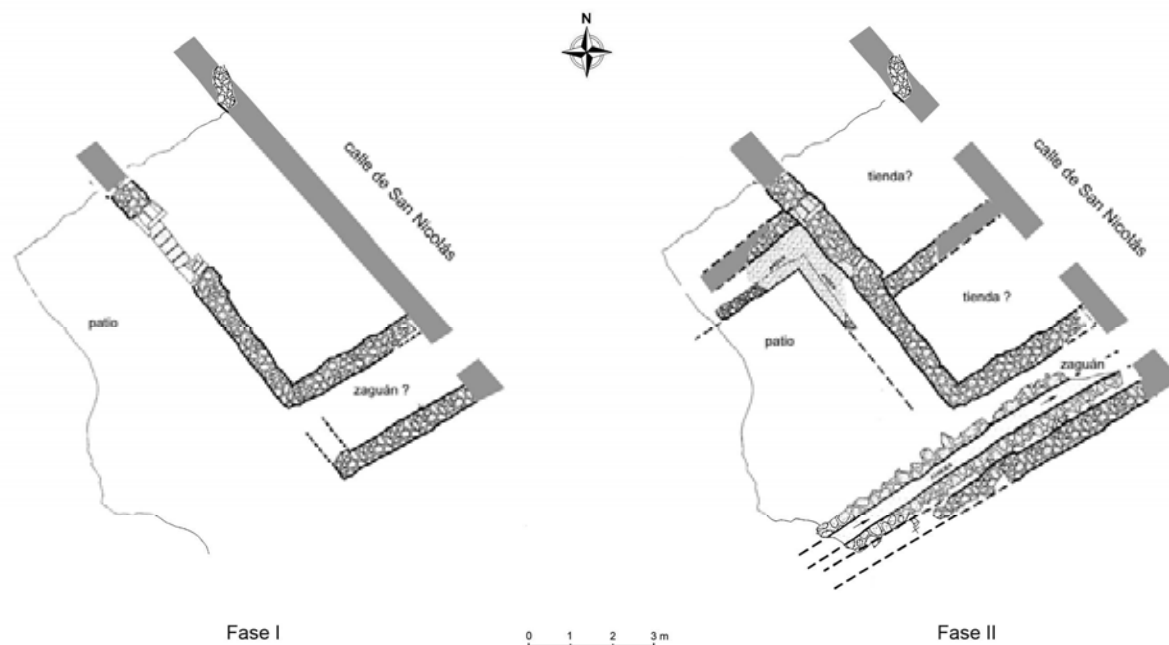 N
calle de San Nicolás
patio
zaguán ?
Fase I
calle de San Nicolás
tienda?
tienda ?
patio
zaguán
Fase II
0 1 2 3 m